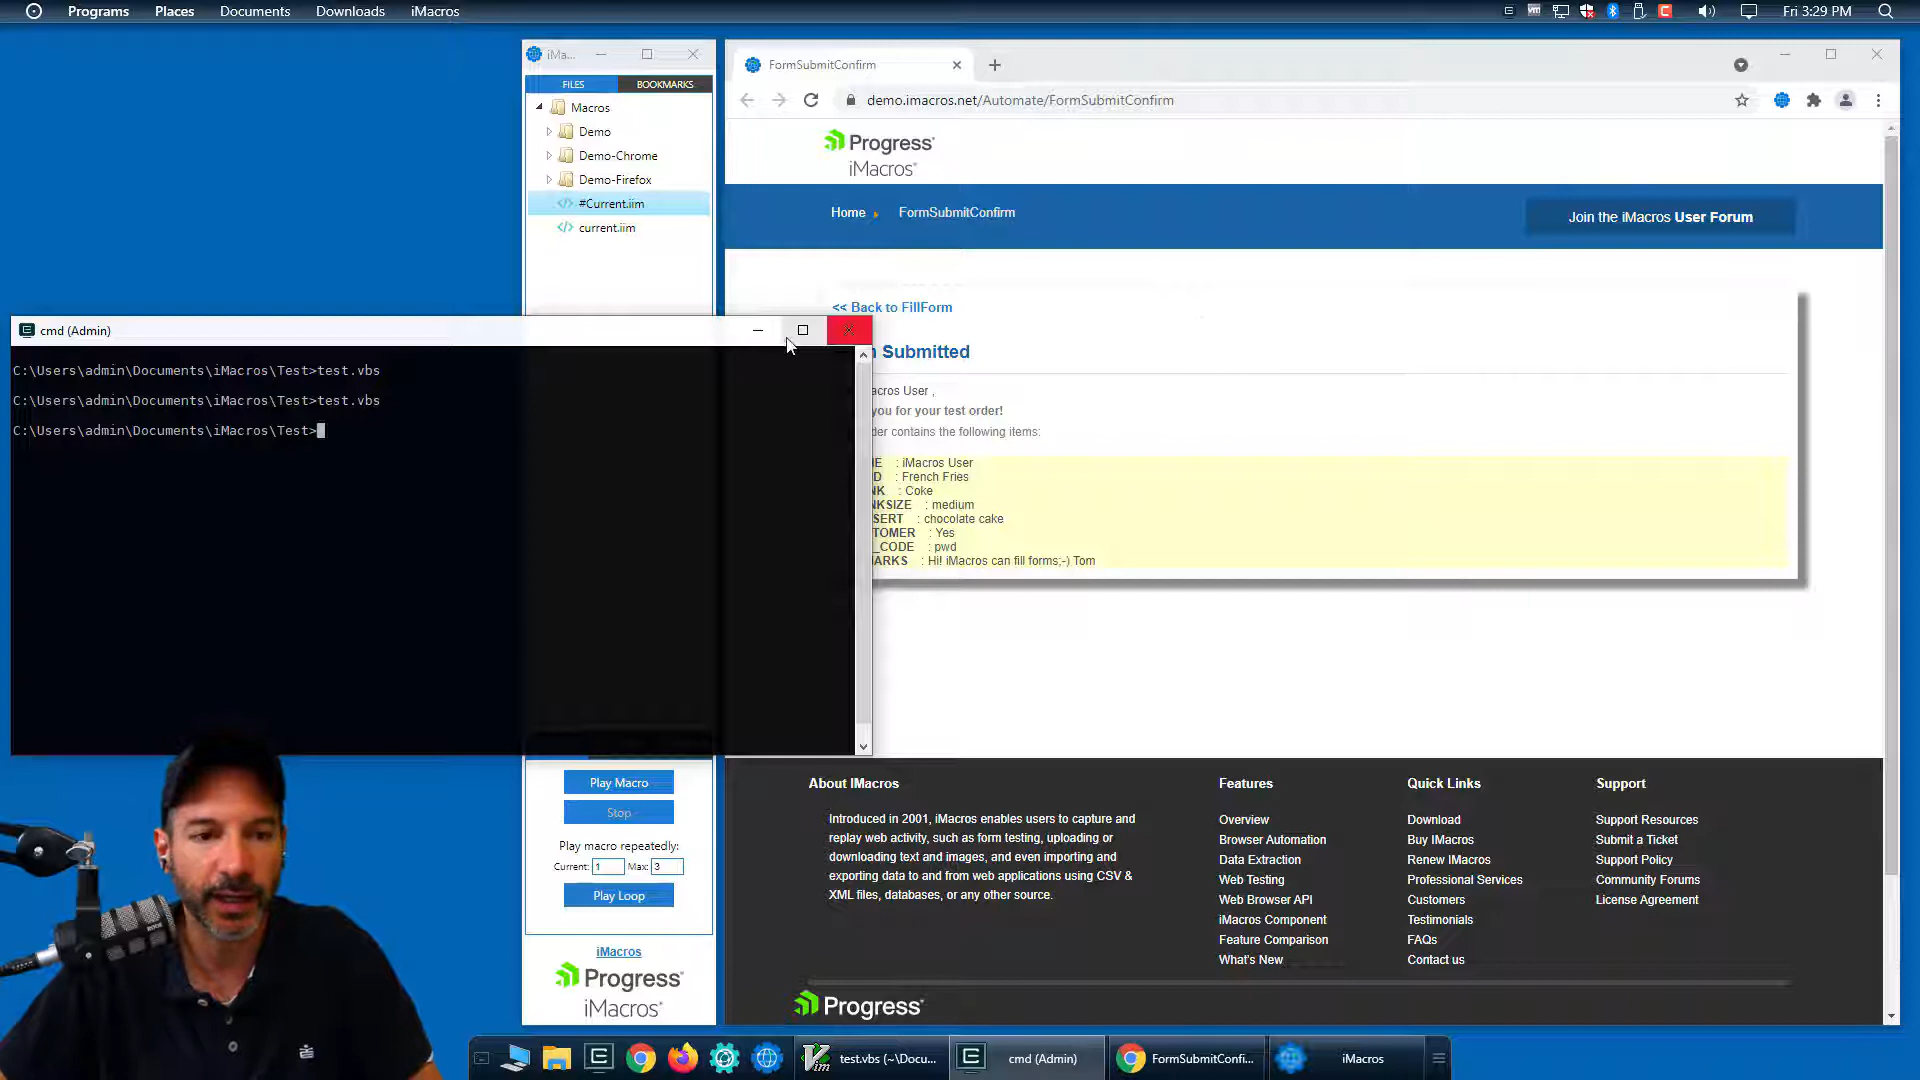 Programs Places Documents Downloads iMacros
Fri 3:29 PM
iMa...
FILES BOOKMARKS
Macros
Demo
Demo-Chrome
Demo-Firefox
#Current.iim
current.iim
FormSubmitConfirm
demo.imacros.net/Automate/FormSubmitConfirm
Progress
iMacros
Home FormSubmitConfirm
Join the iMacros User Forum
<< Back to FillForm
Submitted
acros User ,
you for your test order!
der contains the following items:
: iMacros User
: French Fries
NK : Coke
NKSIZE : medium
SERT : chocolate cake
TOMER : Yes
_CODE : pwd
ARKS : Hi! iMacros can fill forms;-) Tom
cmd (Admin)
C:\Users\admin\Documents\iMacros\Test>test.vbs
C:\Users\admin\Documents\iMacros\Test>test.vbs
C:\Users\admin\Documents\iMacros\Test>
Play Macro
Stop
Play macro repeatedly:
Current: 1 Max: 3
Play Loop
iMacros
Progress
iMacros
About IMacros
Introduced in 2001, iMacros enables users to capture and
replay web activity, such as form testing, uploading or
downloading text and images, and even importing and
exporting data to and from web applications using CSV &
XML files, databases, or any other source.
Features
Overview
Browser Automation
Data Extraction
Web Testing
Web Browser API
iMacros Component
Feature Comparison
What's New
Quick Links
Download
Buy IMacros
Renew IMacros
Professional Services
Customers
Testimonials
FAQs
Contact us
Support
Support Resources
Submit a Ticket
Support Policy
Community Forums
License Agreement
Progress
test.vbs (~\Docu...
cmd (Admin)
FormSubmitConfi...
iMacros